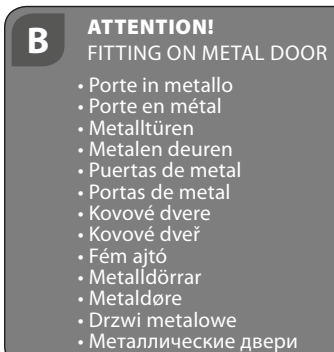 B
ATTENTION!
FITTING ON METAL DOOR
• Porte in metallo
• Porte en métal
• Metalltüren
• Metalen deuren
• Puertas de metal
• Portas de metal
• Kovové dvere
• Kovové dveř
• Fém ajtó
• Metalldörrar
• Metaldøre
• Drzwi metalowe
• Металлические двери